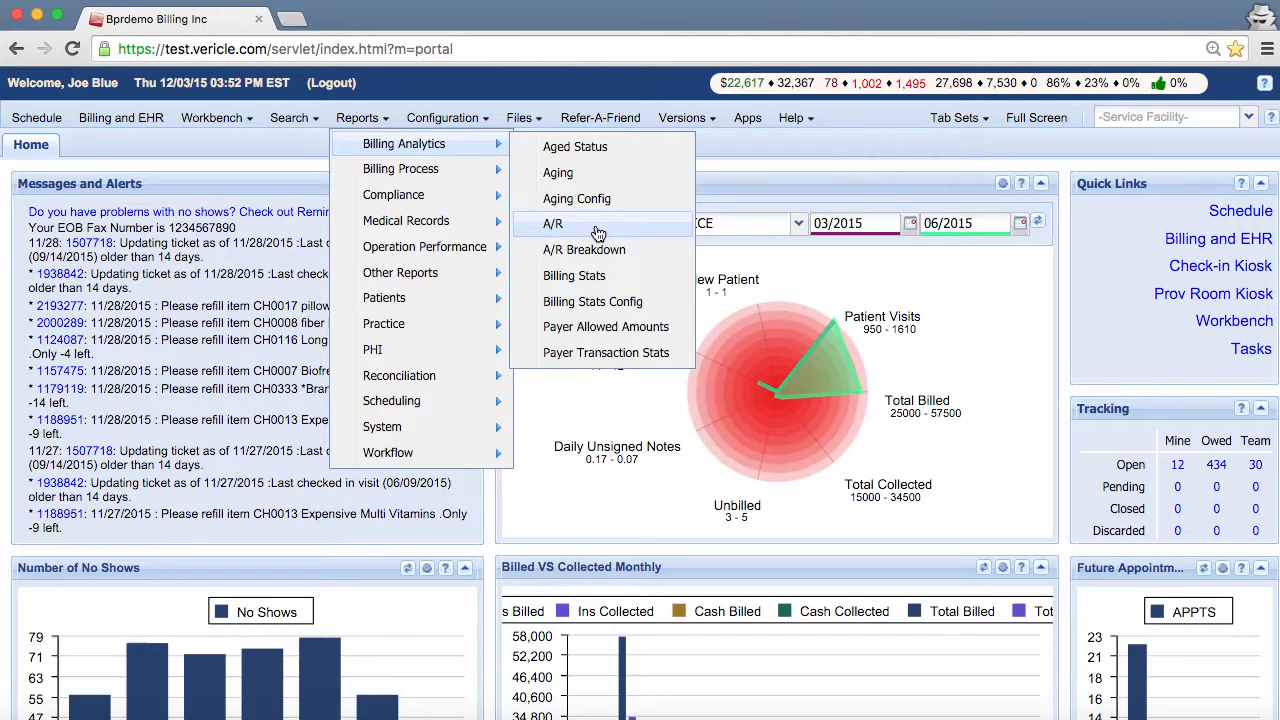 Bprdemo Billing Inc
https://test.vericle.com/servlet/index.html?m=portal
Welcome, Joe Blue Thu 12/03/15 03:52 PM EST (Logout)
$22,617 ♦ 32,367 78 ♦ 1,002 ♦ 1,495 27,698 ♦ 7,530 ♦ 0 86% ♦ 23% ♦ 0% 0% ?
Schedule Billing and EHR Workbench Search Reports Configuration Files Refer-A-Friend Versions Apps Help Tab Sets Full Screen -Service Facility- ?
Home
Messages and Alerts
Do you have problems with no shows? Check out Remin
Your EOB Fax Number is 1234567890
11/28: 1507718: Updating ticket as of 11/28/2015 :Last che
(09/14/2015) older than 14 days.
* 1938842: Updating ticket as of 11/28/2015 :Last checked i
older than 14 days.
* 2193277: 11/28/2015 : Please refill item CH0017 pillow
* 2000289: 11/28/2015 : Please refill item CH0008 fiber
* 1124087: 11/28/2015 : Please refill item CH0116 Long
.Only -4 left.
* 1157475: 11/28/2015 : Please refill item CH0007 Biofre
* 1179119: 11/28/2015 : Please refill item CH0333 *Bran
-14 left.
* 1188951: 11/28/2015 : Please refill item CH0013 Expens
-9 left.
11/27: 1507718: Updating ticket as of 11/27/2015 :Last che
(09/14/2015) older than 14 days.
* 1938842: Updating ticket as of 11/27/2015 :Last checked in visit (06/09/2015)
older than 14 days.
* 1188951: 11/27/2015 : Please refill item CH0013 Expensive Multi Vitamins .Only
-9 left.
Billing Analytics
Billing Process
Compliance
Medical Records
Operation Performance
Other Reports
Patients
Practice
PHI
Reconciliation
Scheduling
System
Workflow
Aged Status
Aging
Aging Config
A/R
A/R Breakdown
Billing Stats
Billing Stats Config
Payer Allowed Amounts
Payer Transaction Stats
?
CE 03/2015 06/2015
ew Patient
1 - 1
Patient Visits
950 - 1610
Total Billed
25000 - 57500
Total Collected
15000 - 34500
Unbilled
3 - 5
Daily Unsigned Notes
0.17 - 0.07
Quick Links
Schedule
Billing and EHR
Check-in Kiosk
Prov Room Kiosk
Workbench
Tasks
Tracking ?
Mine Owed Team
Open 12 434 30
Pending 0 0 0
Closed 0 0 0
Discarded 0 0 0
Number of No Shows ?
No Shows
79
71
63
55
47
Billed VS Collected Monthly ?
s Billed Ins Collected Cash Billed Cash Collected Total Billed Tot
58,000
52,200
46,400
40,600
34,800
Future Appointm... ?
APPTS
23
21
18
16
14